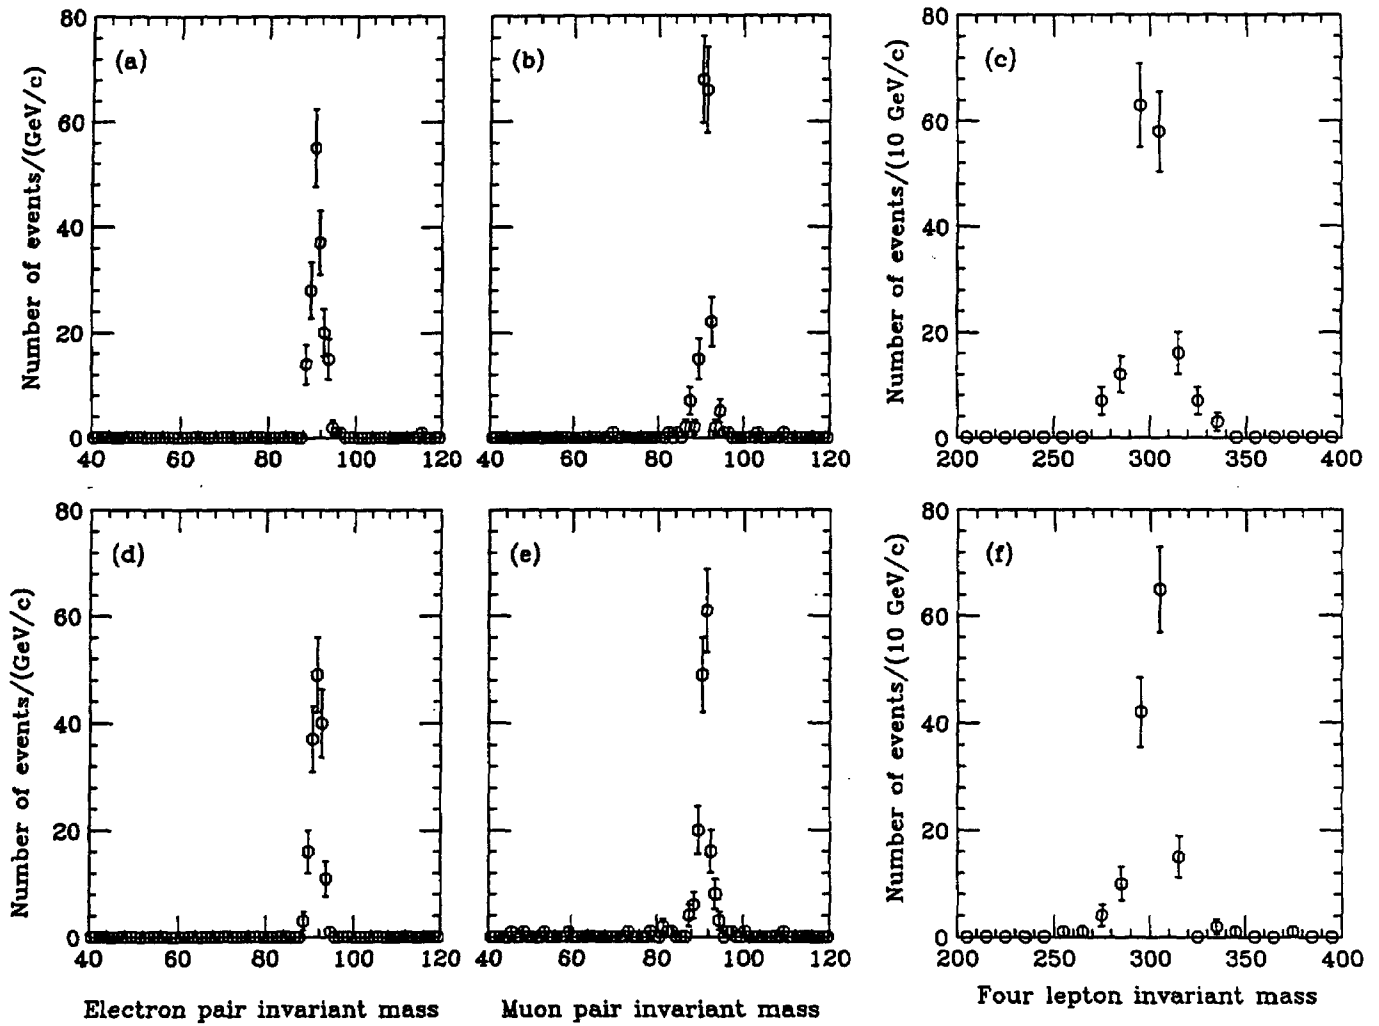 Number of events/(GeV/c)
80
60
40
20
0
(a)
40 60 80 100 120
(b)
40 60 80 100 120
Number of events/(10 GeV/c)
80
60
40
20
0
(c)
200 250 300 350 400
Number of events/(GeV/c)
80
60
40
20
0
(d)
40 60 80 100 120
Electron pair invariant mass
(e)
40 60 80 100 120
Muon pair invariant mass
Number of events/(10 GeV/c)
80
60
40
20
0
(f)
200 250 300 350 400
Four lepton invariant mass